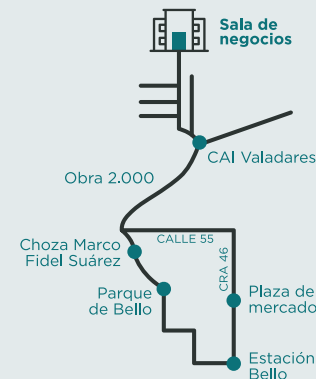 Sala de
negocios
CAI Valadares
Obra 2.000
CALLE 55
Choza Marco
Fidel Suárez
CRA 46
Parque
de Bello
Plaza de
mercado
Estación
Bello